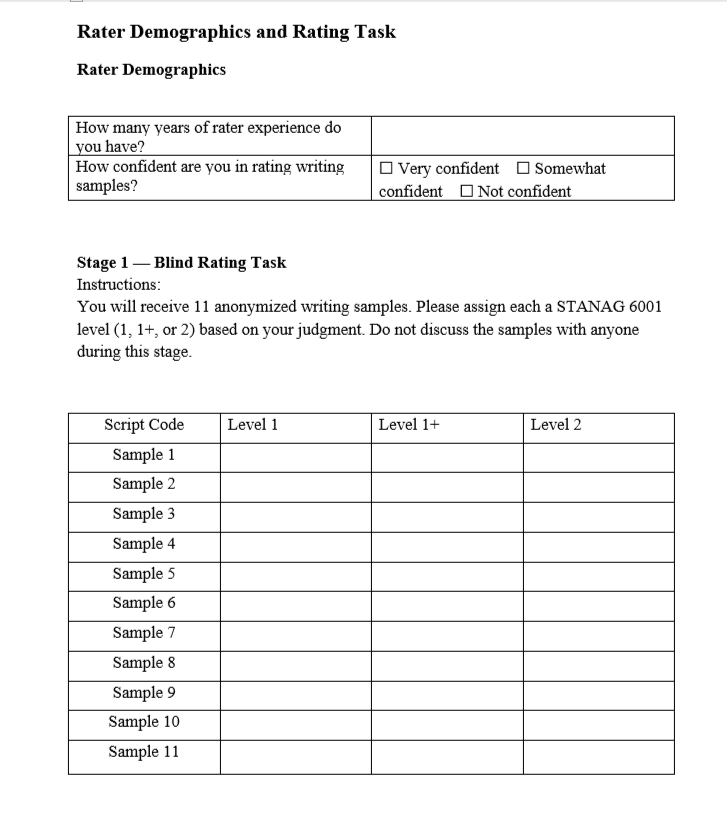 Rater Demographics and Rating Task
Rater Demographics
How many years of rater experience do
you have?
How confident are you in rating writing
samples?
☐ Very confident ☐ Somewhat
confident ☐ Not confident
Stage 1 — Blind Rating Task
Instructions:
You will receive 11 anonymized writing samples. Please assign each a STANAG 6001
level (1, 1+, or 2) based on your judgment. Do not discuss the samples with anyone
during this stage.
Script Code Level 1 Level 1+ Level 2
Sample 1
Sample 2
Sample 3
Sample 4
Sample 5
Sample 6
Sample 7
Sample 8
Sample 9
Sample 10
Sample 11